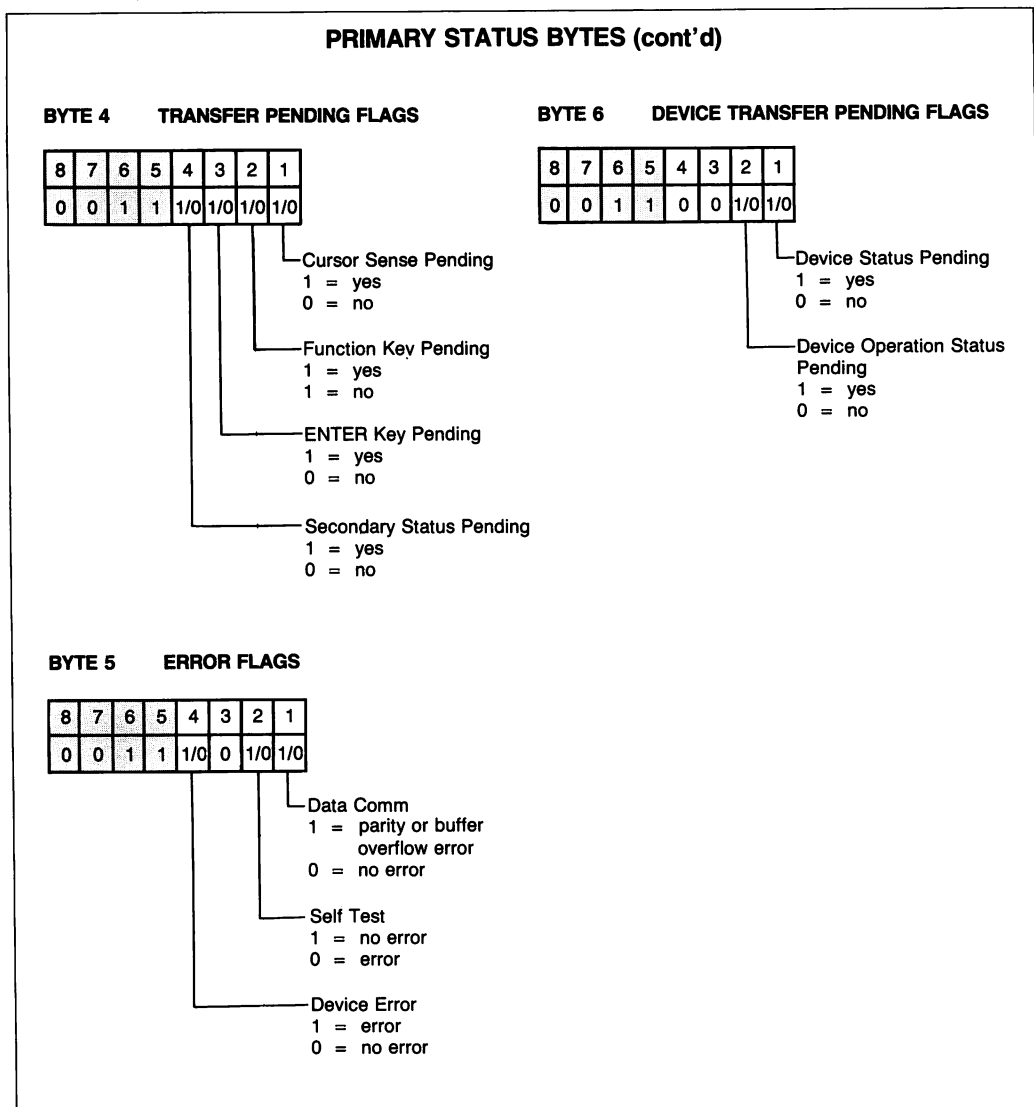 PRIMARY STATUS BYTES (cont'd)
BYTE 4 TRANSFER PENDING FLAGS
8 7 6 5 4 3 2 1
0 0 1 1 1/0 1/0 1/0 1/0
Cursor Sense Pending
1 = yes
0 = no
Function Key Pending
1 = yes
1 = no
ENTER Key Pending
1 = yes
0 = no
Secondary Status Pending
1 = yes
0 = no
BYTE 6 DEVICE TRANSFER PENDING FLAGS
8 7 6 5 4 3 2 1
0 0 1 1 0 0 1/0 1/0
Device Status Pending
1 = yes
0 = no
Device Operation Status
Pending
1 = yes
0 = no
BYTE 5 ERROR FLAGS
8 7 6 5 4 3 2 1
0 0 1 1 1/0 0 1/0 1/0
Data Comm
1 = parity or buffer
overflow error
0 = no error
Self Test
1 = no error
0 = error
Device Error
1 = error
0 = no error